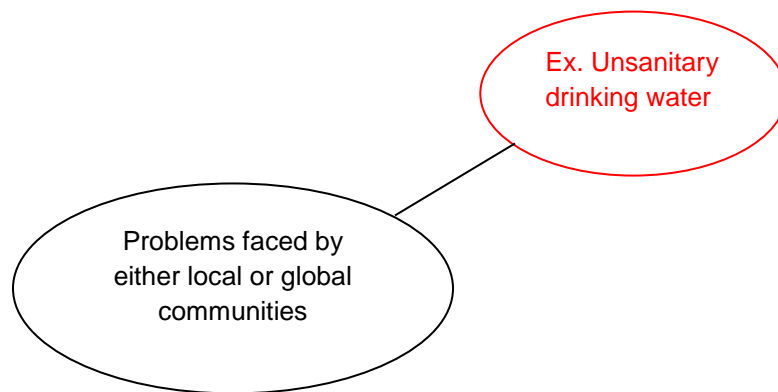 Ex. Unsanitary
drinking water
Problems faced by
either local or global
communities